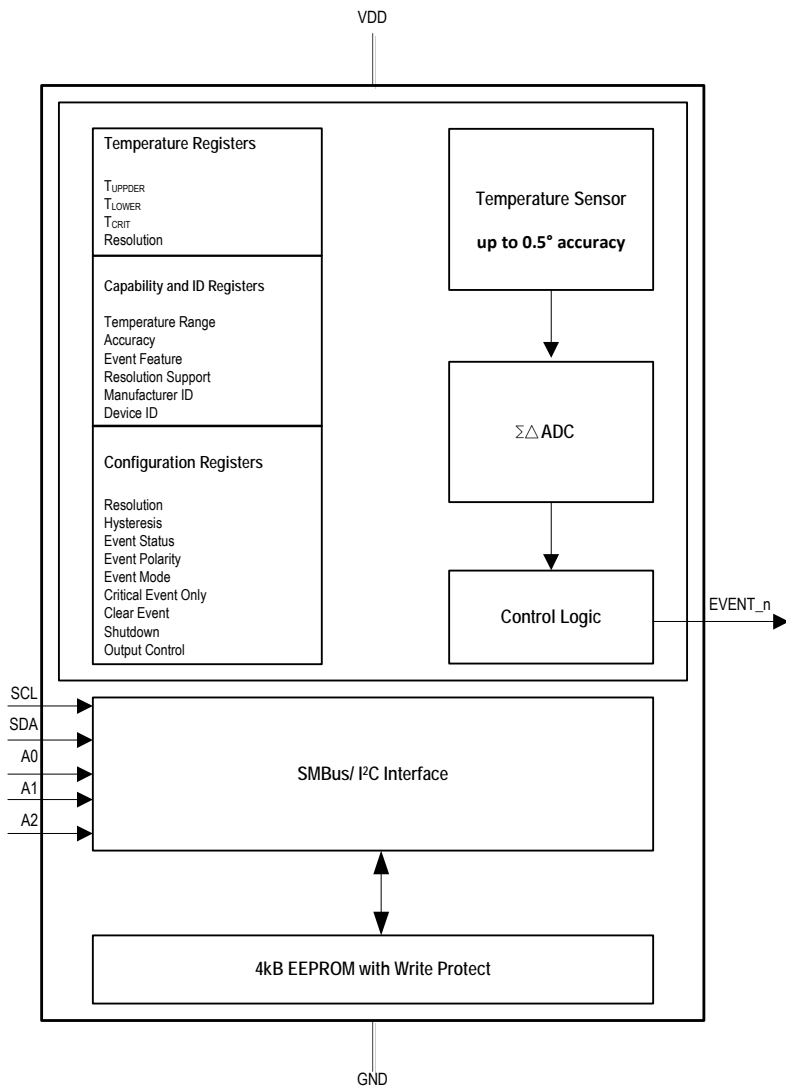 VDD
Temperature Registers
TUPPDER
TLOWER
TCRIT
Resolution
Capability and ID Registers
Temperature Range
Accuracy
Event Feature
Resolution Support
Manufacturer ID
Device ID
Configuration Registers
Resolution
Hysteresis
Event Status
Event Polarity
Event Mode
Critical Event Only
Clear Event
Shutdown
Output Control
Temperature Sensor
up to 0.5° accuracy
∑△ ADC
Control Logic
EVENT_n
SCL
SDA
A0
A1
A2
SMBus/ I²C Interface
4kB EEPROM with Write Protect
GND